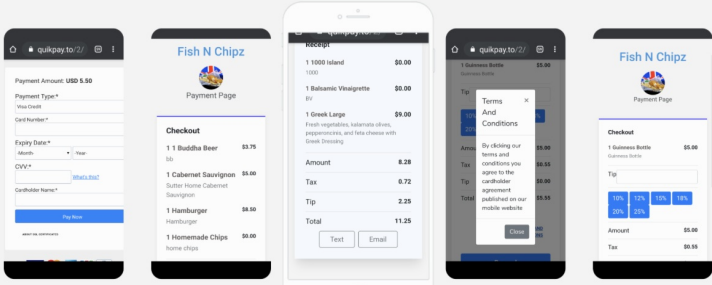 quikpay.to/2/
Payment Amount: USD 5.50
Payment Type:*
Visa Credit
Card Number:*
Expiry Date:*
-Month- -Year-
CVV:*
What's this?
Cardholder Name:*
Pay Now
Fish N Chipz
Payment Page
Checkout
1 1 Buddha Beer $3.75
bb
1 Cabernet Sauvignon $5.00
Sutter Home Cabernet
Sauvignon
1 Hamburger $8.50
Hamburger
1 Homemade Chips $0.00
home chips
Receipt
1 1000 Island $0.00
1000
1 Balsamic Vinaigrette $0.00
BV
1 Greek Large $9.00
Fresh vegetables, kalamate olives,
pepperoncinis, and feta cheese with
Greek Dressing
Amount 8.28
Tax 0.72
Tip 2.25
Total 11.25
Text Email
quikpay.to/2/
1 Guinness Bottle $5.00
Guinness Bottle
Tip
10%
20%
Amount $5.00
Tax $0.55
Tip
Total $5.55
Terms
And
Conditions
×
By clicking our
terms and
conditions you
agree to the
cardholder
agreement
published on our
mobile website
Close
Fish N Chipz
Payment Page
Checkout
1 Guinness Bottle $5.00
Guinness Bottle
Tip
10% 12% 15% 18%
20% 25%
Amount $5.00
Tax $0.55